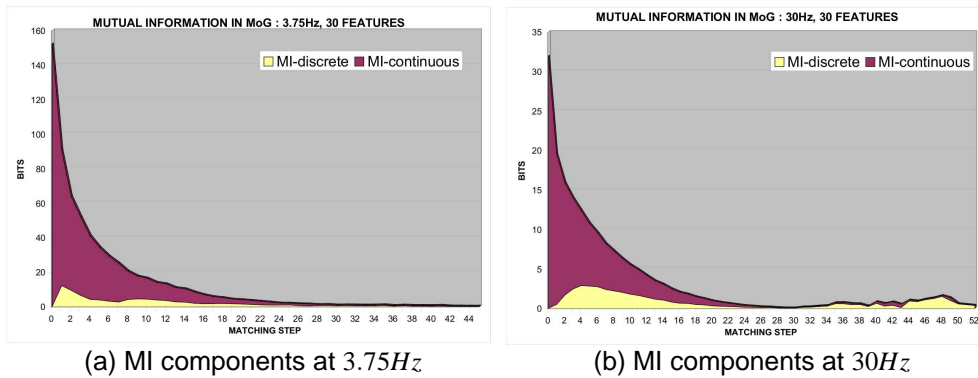 MUTUAL INFORMATION IN MoG : 3.75Hz, 30 FEATURES
160
140
120
100
80
60
40
20
0
BITS
MI-discrete MI-continuous
0 2 4 6 8 10 12 14 16 18 20 22 24 26 28 30 32 34 36 38 40 42 44
MATCHING STEP
(a) MI components at 3.75Hz
MUTUAL INFORMATION IN MoG : 30Hz, 30 FEATURES
35
30
25
20
15
10
5
0
BITS
MI-discrete MI-continuous
0 2 4 6 8 10 12 14 16 18 20 22 24 26 28 30 32 34 36 38 40 42 44 46 48 50 52
MATCHING STEP
(b) MI components at 30Hz